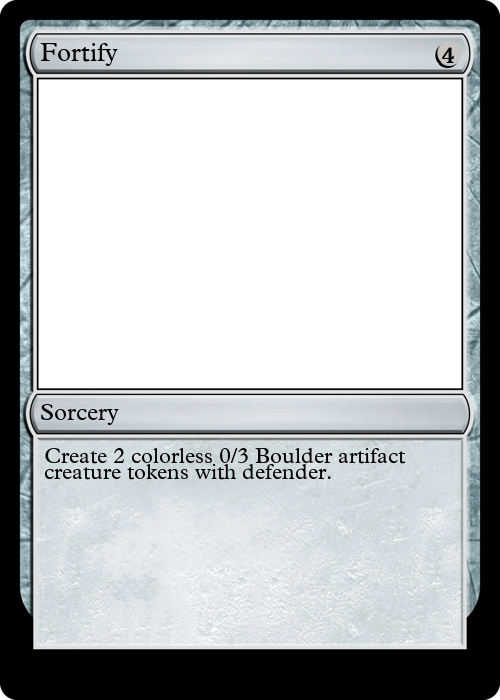 Fortify 4
Sorcery
Create 2 colorless 0/3 Boulder artifact
creature tokens with defender.